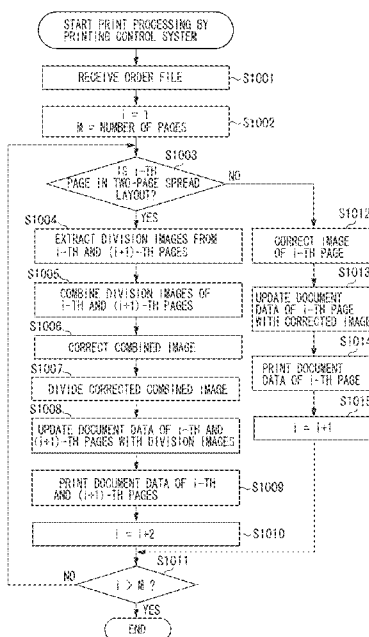 START PRINT PROCESSING BY
PRINTING CONTROL SYSTEM
RECEIVE ORDER FILE
S1001
i = 1
M = NUMBER OF PAGES
S1002
S1003
IS i-TH
PAGE IN TWO-PAGE SPREAD
LAYOUT?
NO
YES
S1004
EXTRACT DIVISION IMAGES FROM
i-TH AND (i+1)-TH PAGES
S1005
COMBINE DIVISION IMAGES OF
i-TH AND (i+1)-TH PAGES
S1006
CORRECT COMBINED IMAGE
S1007
DIVIDE CORRECTED COMBINED IMAGE
S1008
UPDATE DOCUMENT DATA OF i-TH AND
(i+1)-TH PAGES WITH DIVISION IMAGES
PRINT DOCUMENT DATA OF i-TH
AND (i+1)-TH PAGES
S1009
i = i+2
S1010
S1011
i > M ?
NO
YES
END
S1012
CORRECT IMAGE
OF i-TH PAGE
S1013
UPDATE DOCUMENT
DATA OF i-TH PAGE
WITH CORRECTED IMAGE
S1014
PRINT DOCUMENT
DATA OF i-TH PAGE
S1015
i = i+1